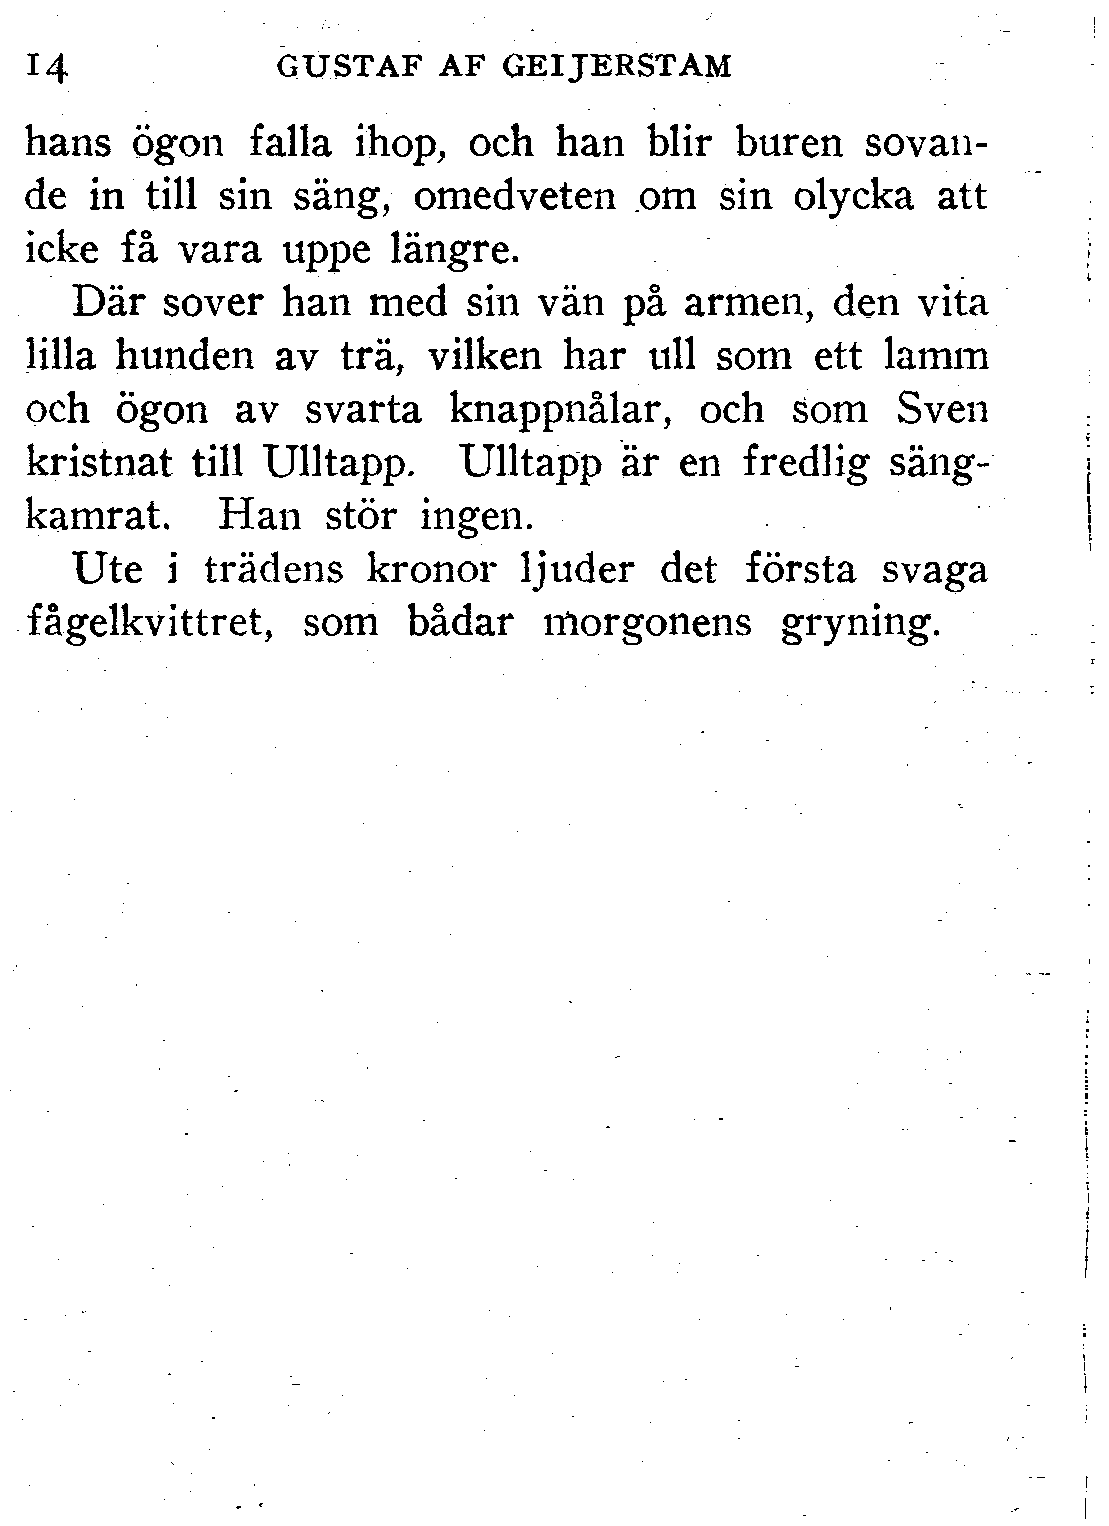 14 GUSTAF AF GEIJERSTAM
hans ögon falla ihop, och han blir buren sovan-
de in till sin säng, omedveten om sin olycka att
icke få vara uppe längre.
Där sover han med sin vän på armen, den vita
lilla hunden av trä, vilken har ull som ett lamm
och ögon av svarta knappnålar, och som Sven
kristnat till Ulltapp. Ulltapp är en fredlig säng-
kamrat. Han stör ingen.
Ute i trädens kronor ljuder det första svaga
fågelkvittret, som bådar morgonens gryning.